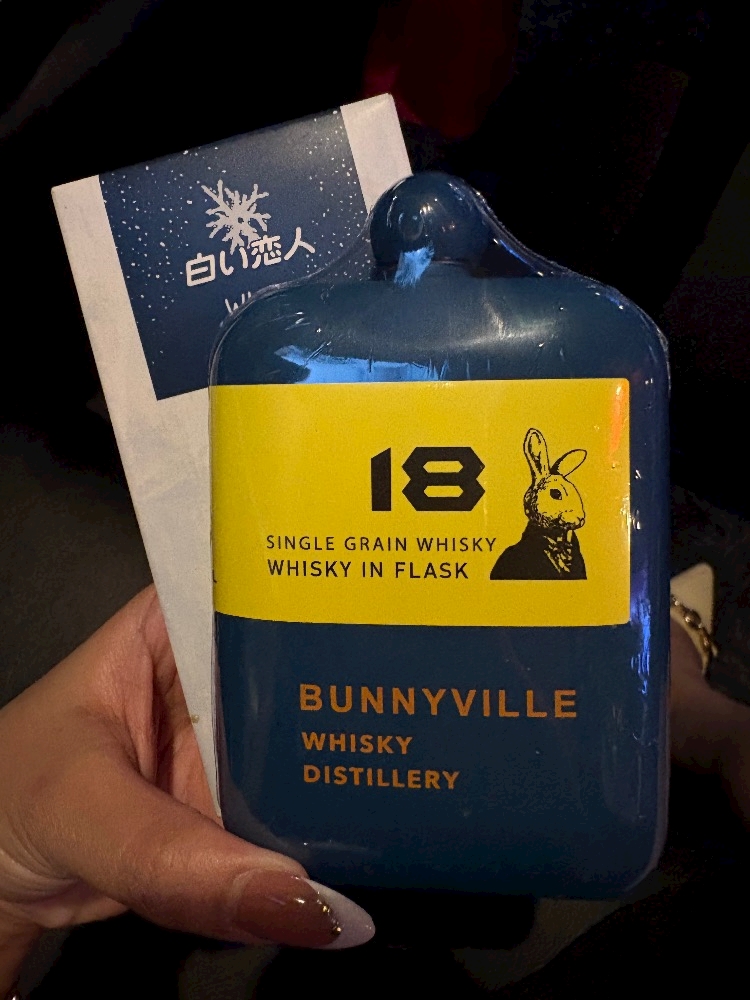 白い恋人
18
SINGLE GRAIN WHISKY
WHISKY IN FLASK
BUNNYVILLE
WHISKY
DISTILLERY